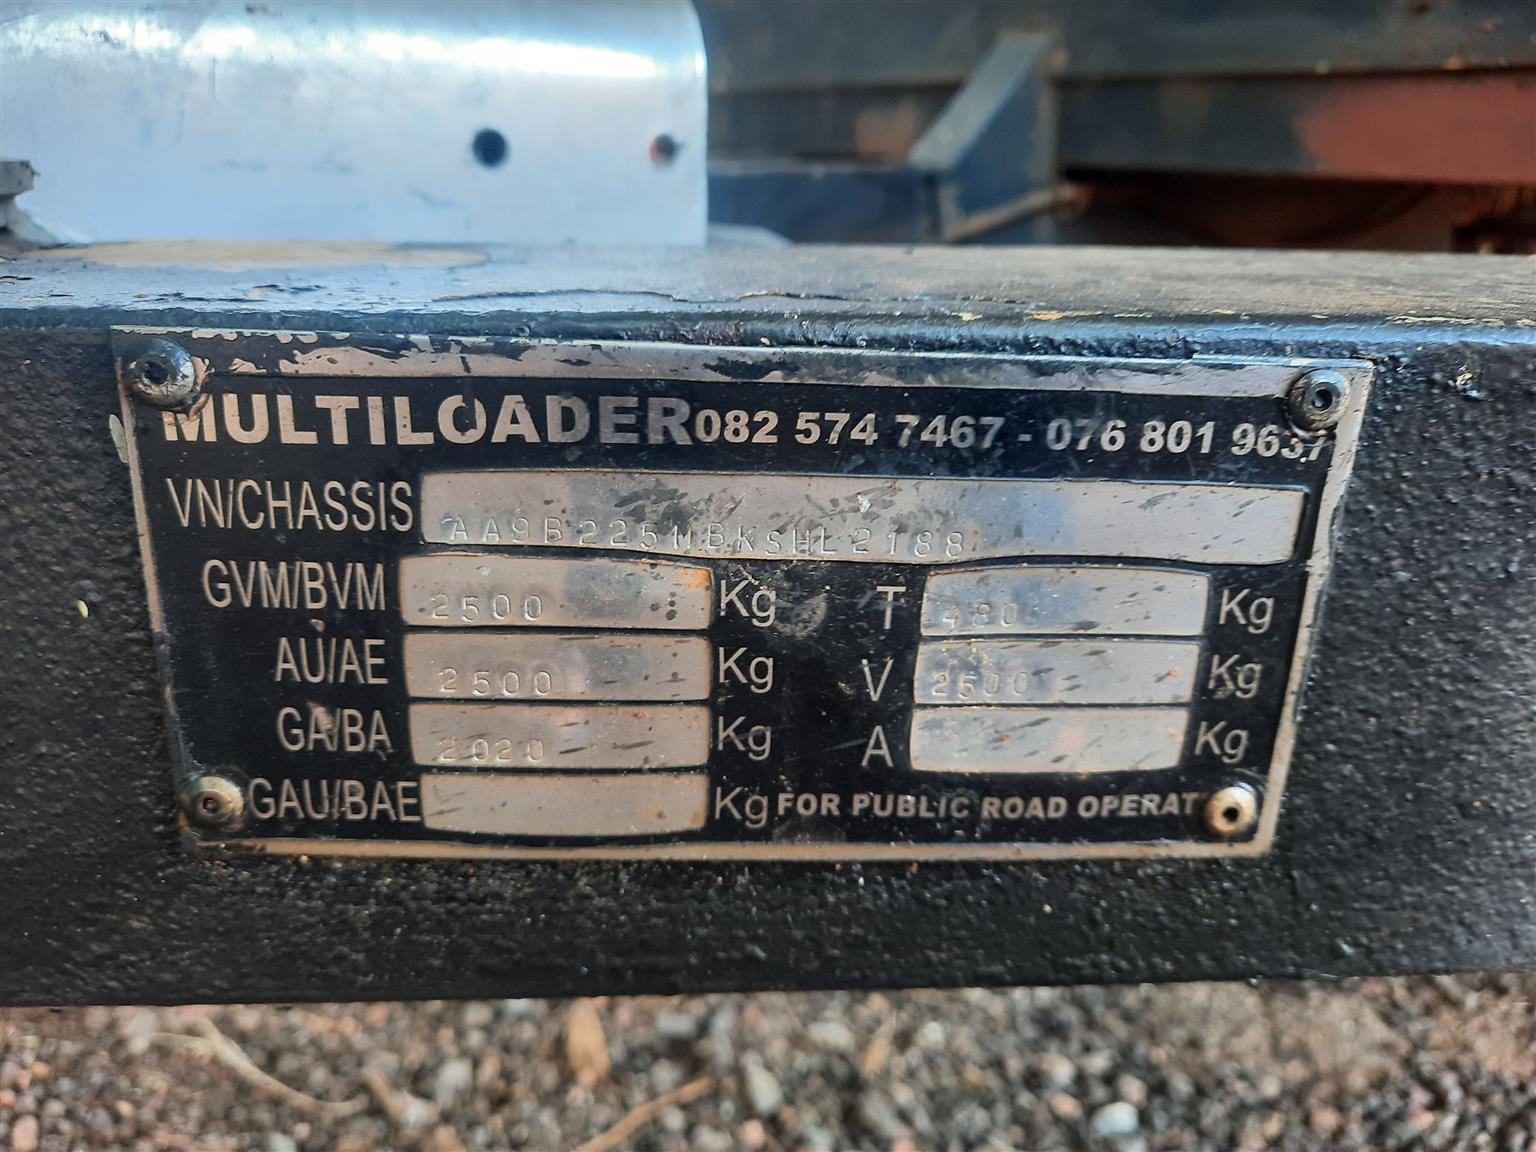 MULTILOADER 082 574 7467 - 076 801 9637
VN/CHASSIS AA9B225MBKSHL2188
GVM/BVM 2500 Kg T 480 Kg
AU/AE 2500 Kg V 2500 Kg
GA/BA 2020 Kg A Kg
GAU/BAE Kg FOR PUBLIC ROAD OPERAT